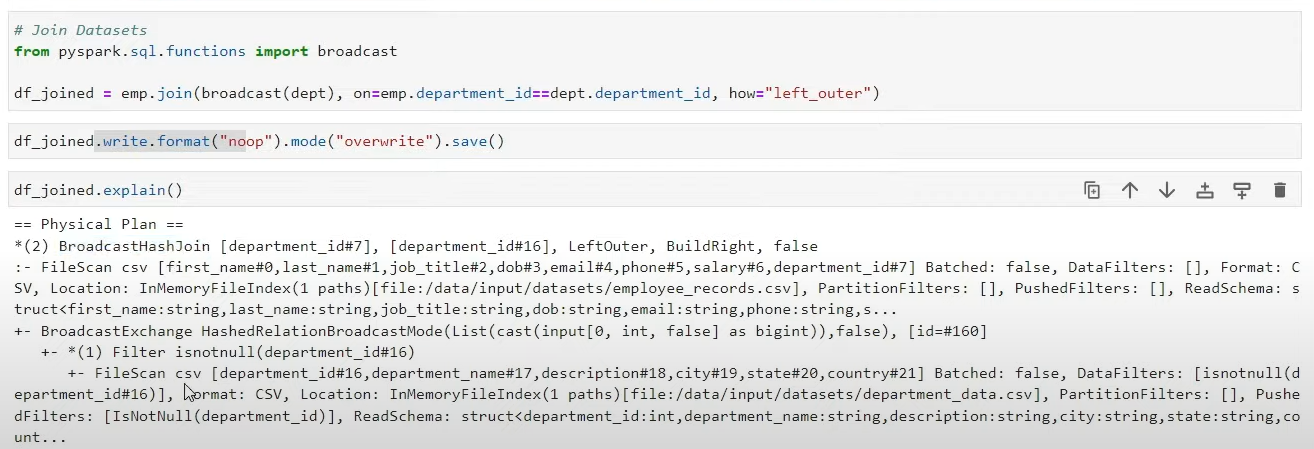 # Join Datasets
from pyspark.sql.functions import broadcast
df_joined = emp.join(broadcast(dept), on=emp.department_id==dept.department_id, how="left_outer")
df_joined.write.format("noop").mode("overwrite").save()
df_joined.explain()
== Physical Plan ==
*(2) BroadcastHashJoin [department_id#7], [department_id#16], LeftOuter, BuildRight, false
:- FileScan csv [first_name#0,last_name#1,job_title#2,dob#3,email#4,phone#5,salary#6,department_id#7] Batched: false, DataFilters: [], Format: C
SV, Location: InMemoryFileIndex(1 paths)[file:/data/input/datasets/employee_records.csv], PartitionFilters: [], PushedFilters: [], ReadSchema: s
truct<first_name:string,last_name:string,job_title:string,dob:string,email:string,phone:string,s...
+- BroadcastExchange HashedRelationBroadcastMode(List(cast(input[0, int, false] as bigint)),false), [id=#160]
+- *(1) Filter isnotnull(department_id#16)
+- FileScan csv [department_id#16,department_name#17,description#18,city#19,state#20,country#21] Batched: false, DataFilters: [isnotnull(d
epartment_id#16)], Format: CSV, Location: InMemoryFileIndex(1 paths)[file:/data/input/datasets/department_data.csv], PartitionFilters: [], Pushe
dFilters: [IsNotNull(department_id)], ReadSchema: struct<department_id:int,department_name:string,description:string,city:string,state:string,co
unt...